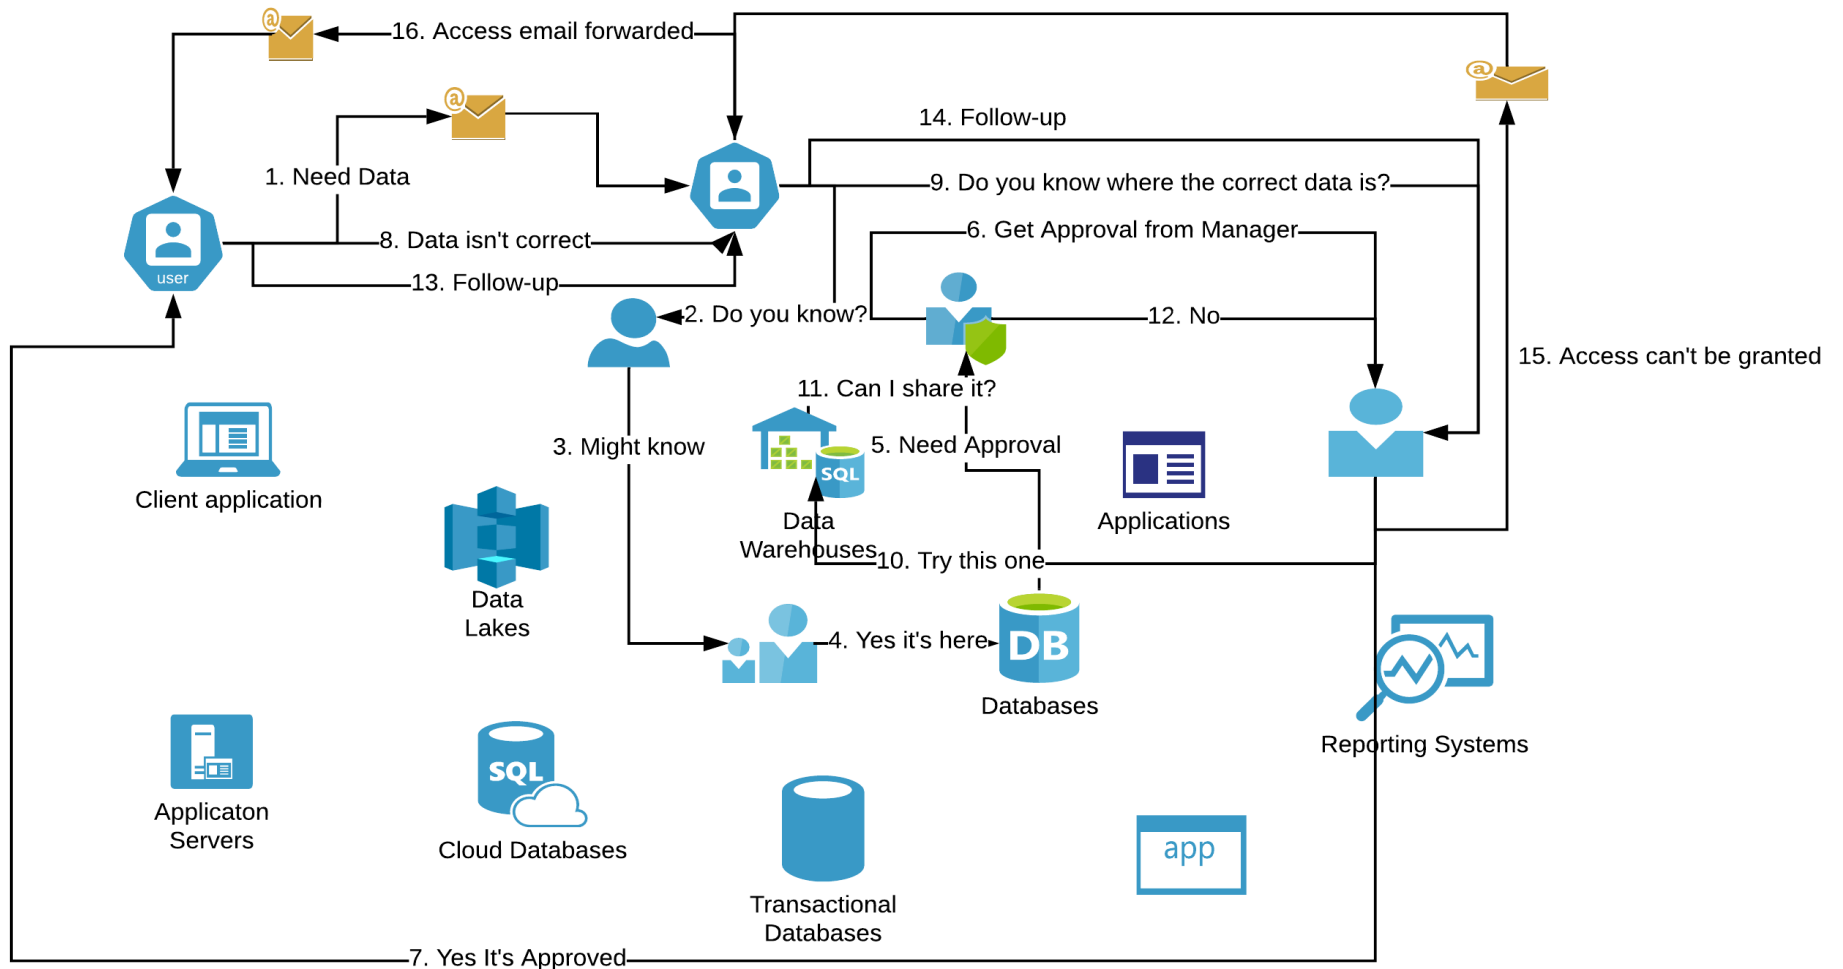 16. Access email forwarded
@
@
@
14. Follow-up
1. Need Data
9. Do you know where the correct data is?
6. Get Approval from Manager
8. Data isn't correct
user
13. Follow-up
2. Do you know?
12. No
15. Access can't be granted
11. Can I share it?
3. Might know
5. Need Approval
SQL
Client application
Data
Warehouses
Applications
10. Try this one
Data
Lakes
4. Yes it's here
DB
Databases
Reporting Systems
SQL
Applicaton
Servers
Cloud Databases
app
Transactional
Databases
7. Yes It's Approved